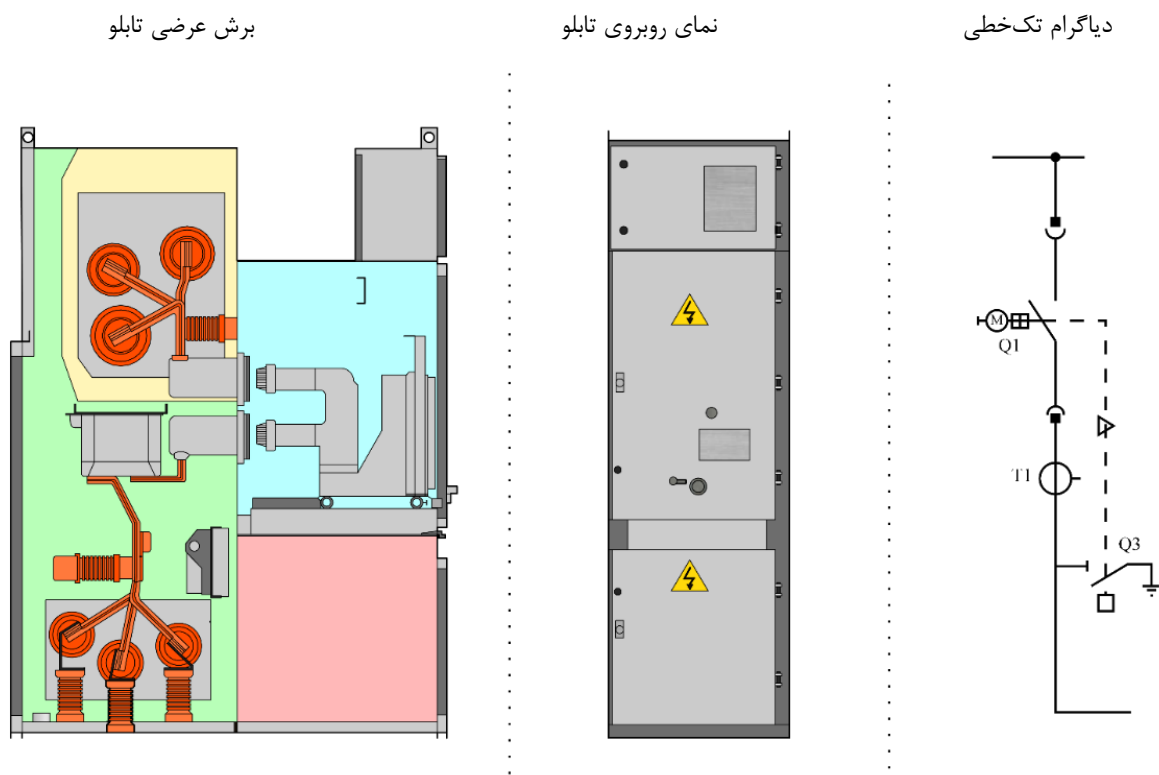 دیاگرام تک‌خطی
نمای روبروی تابلو
برش عرضی تابلو
M
Q1
T1
Q3